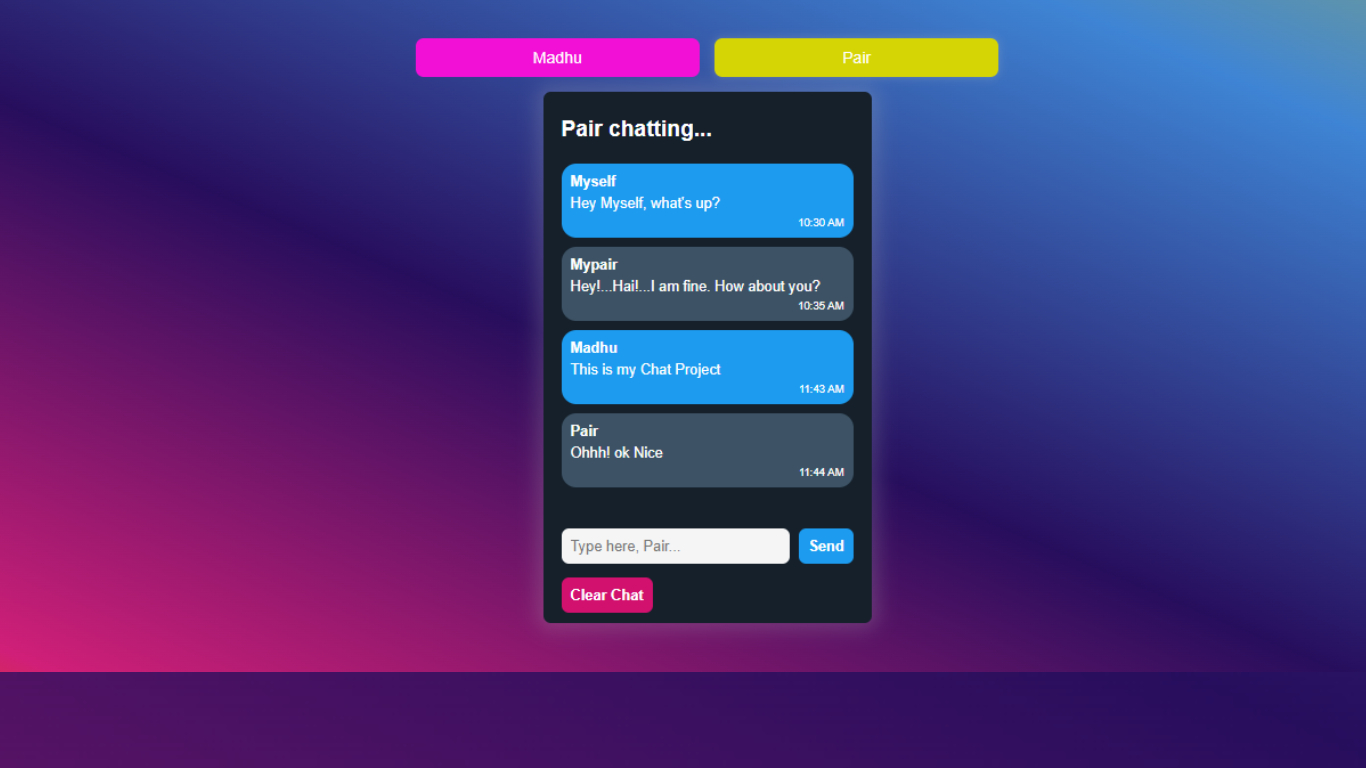 Madhu
Pair
Pair chatting...
Myself
Hey Myself, what's up?
10:30 AM
Mypair
Hey!...Hai!...I am fine. How about you?
10:35 AM
Madhu
This is my Chat Project
11:43 AM
Pair
Ohhh! ok Nice
11:44 AM
Type here, Pair...
Send
Clear Chat